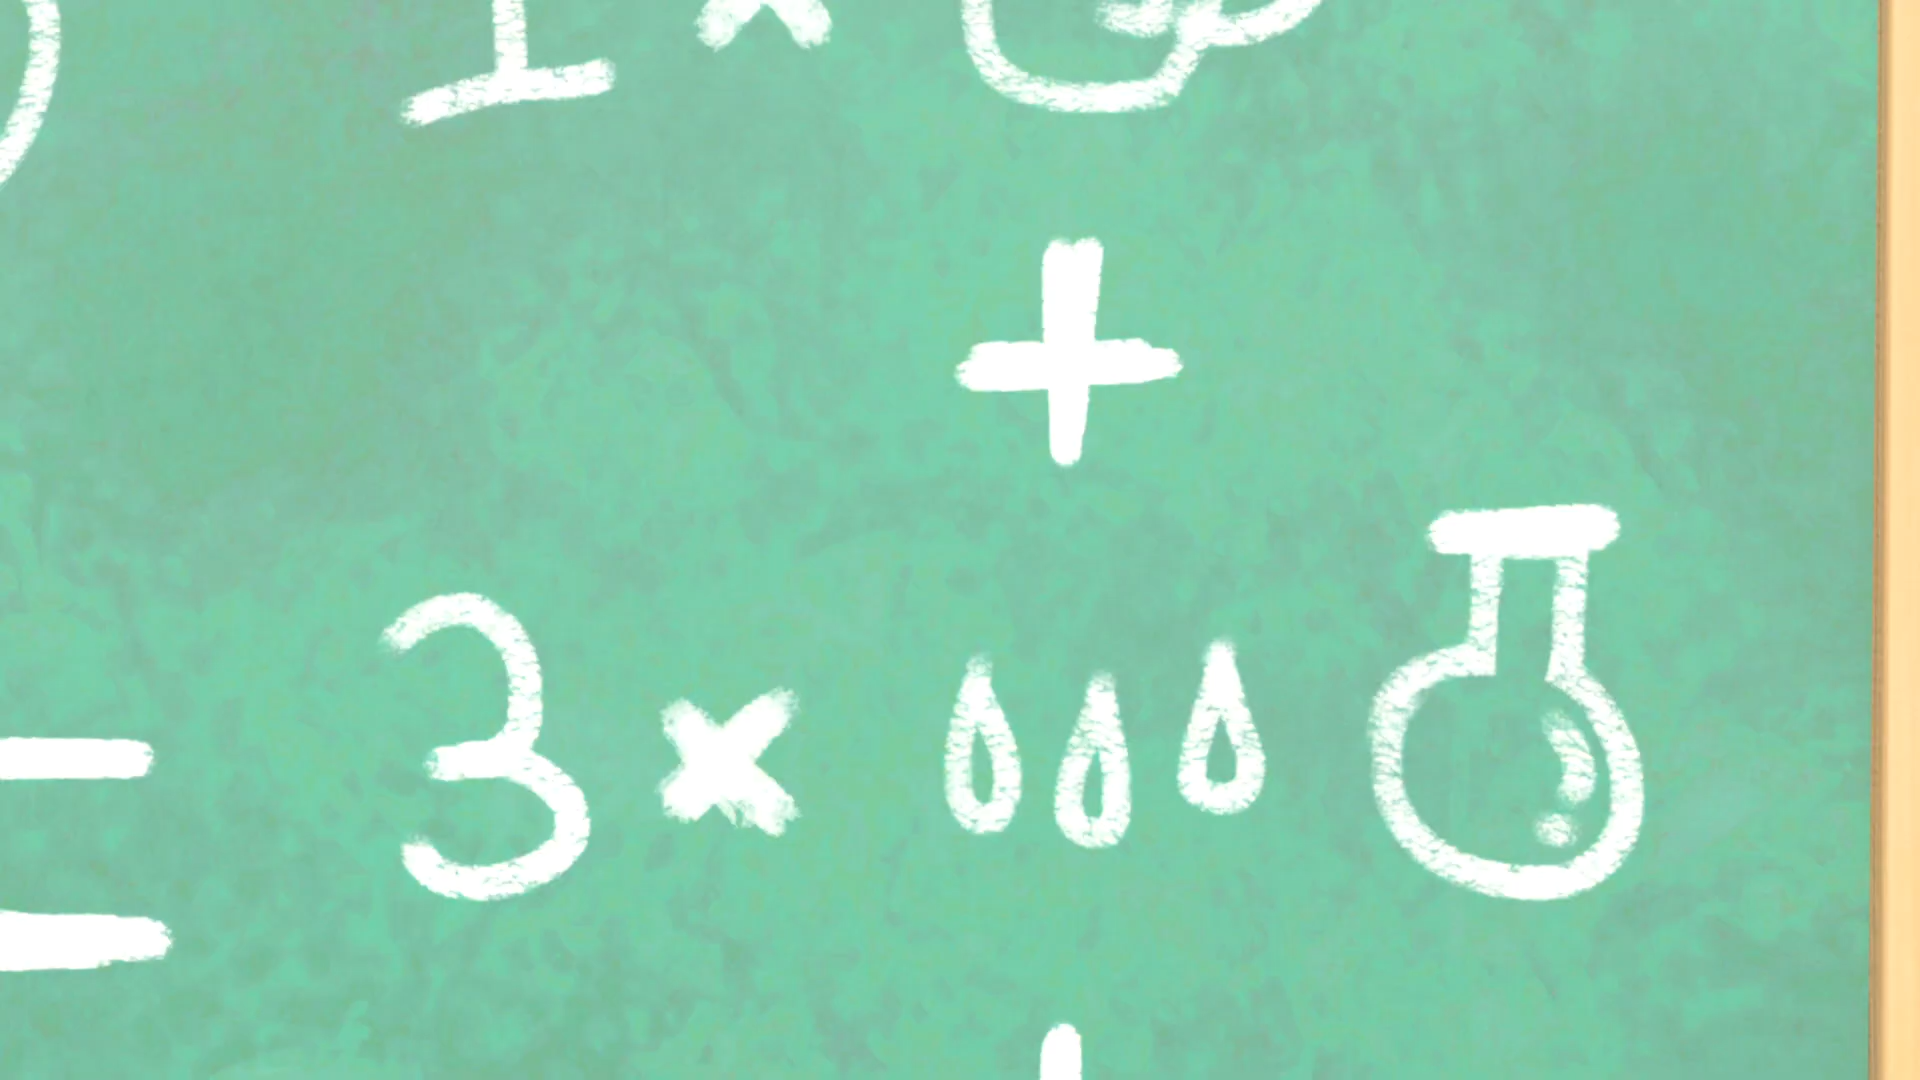 1 ×
+
= 3 ×